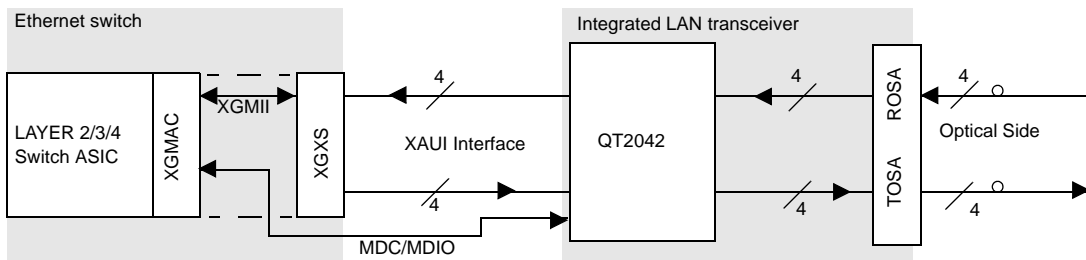 Ethernet switch
Integrated LAN transceiver
4
4
4
XGMII
LAYER 2/3/4
Switch ASIC
XGMAC
XGXS
XAUI Interface
QT2042
ROSA
TOSA
Optical Side
4
4
4
MDC/MDIO